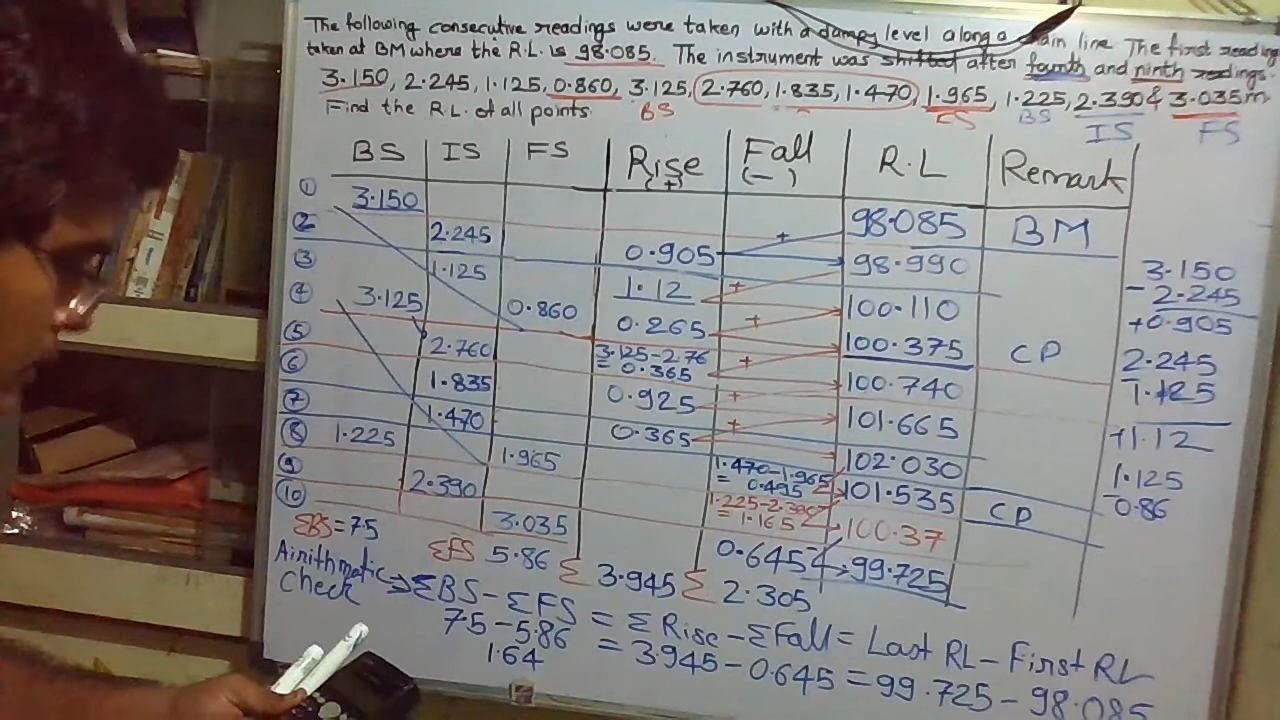 The following consecutive readings were taken with a dumpy level along a chain line The first reading
taken at BM where the R.L. is 98.085. The instrument was shifted after fourth and ninth readings.
3.150, 2.245, 1.125, 0.860, 3.125, 2.760, 1.835, 1.470, 1.965, 1.225, 2.390 & 3.035m.
Find the R.L. of all points. BS FS BS IS FS
BS IS FS Rise (+) Fall (-) R.L Remark
1 3.150 98.085 BM
2 2.245 0.905 98.990
3 1.125 1.12 100.110
4 3.125 0.860 0.265 100.375 CP
5 2.760 3.125-2.76 = 0.365 100.740
6 1.835 0.925 101.665
7 1.470 0.365 102.030
8 1.225 1.965 1.470-1.965 = 0.495 101.535 CP
9 2.390 1.225-2.390 = 1.165 100.37
10 3.035 0.645 99.725
ΣBS = 7.5 ΣFS 5.86 Σ 3.945 Σ 2.305
3.150
- 2.245
+0.905
2.245
- 1.125
+1.12
1.125
-0.86
Airithmatic
Check → ΣBS - ΣFS = ΣRise - ΣFall = Last RL - First RL
7.5 - 5.86 = 3.945 - 0.645 = 99.725 - 98.085
1.64